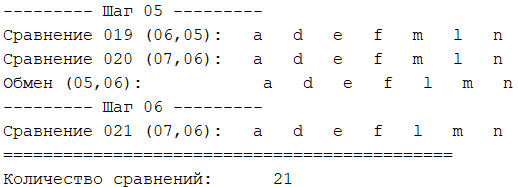 --------- Шаг 05 ---------
Сравнение 019 (06,05):   a   d   e   f   m   l   n
Сравнение 020 (07,06):   a   d   e   f   m   l   n
Обмен (05,06):            a   d   e   f   l   m   n
--------- Шаг 06 ---------
Сравнение 021 (07,06):   a   d   e   f   l   m   n
=============================================
Количество сравнений:      21